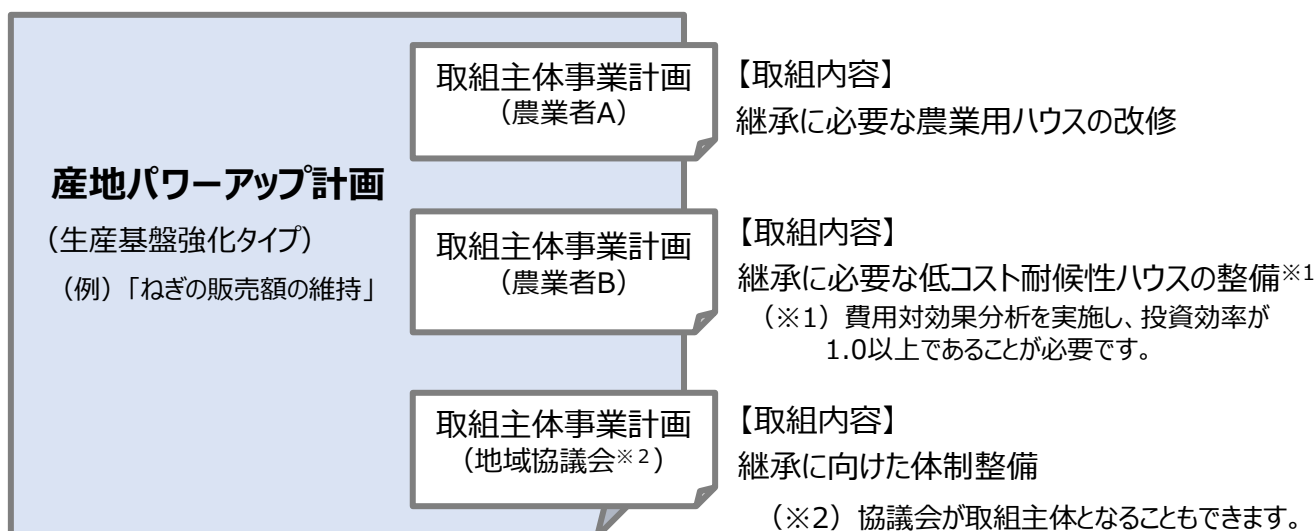 産地パワーアップ計画
（生産基盤強化タイプ）
（例）「ねぎの販売額の維持」
取組主体事業計画
（農業者A）
【取組内容】
継承に必要な農業用ハウスの改修
取組主体事業計画
（農業者B）
【取組内容】
継承に必要な低コスト耐候性ハウスの整備※1
（※1）費用対効果分析を実施し、投資効率が
1.0以上であることが必要です。
取組主体事業計画
（地域協議会※2）
【取組内容】
継承に向けた体制整備
（※2）協議会が取組主体となることもできます。